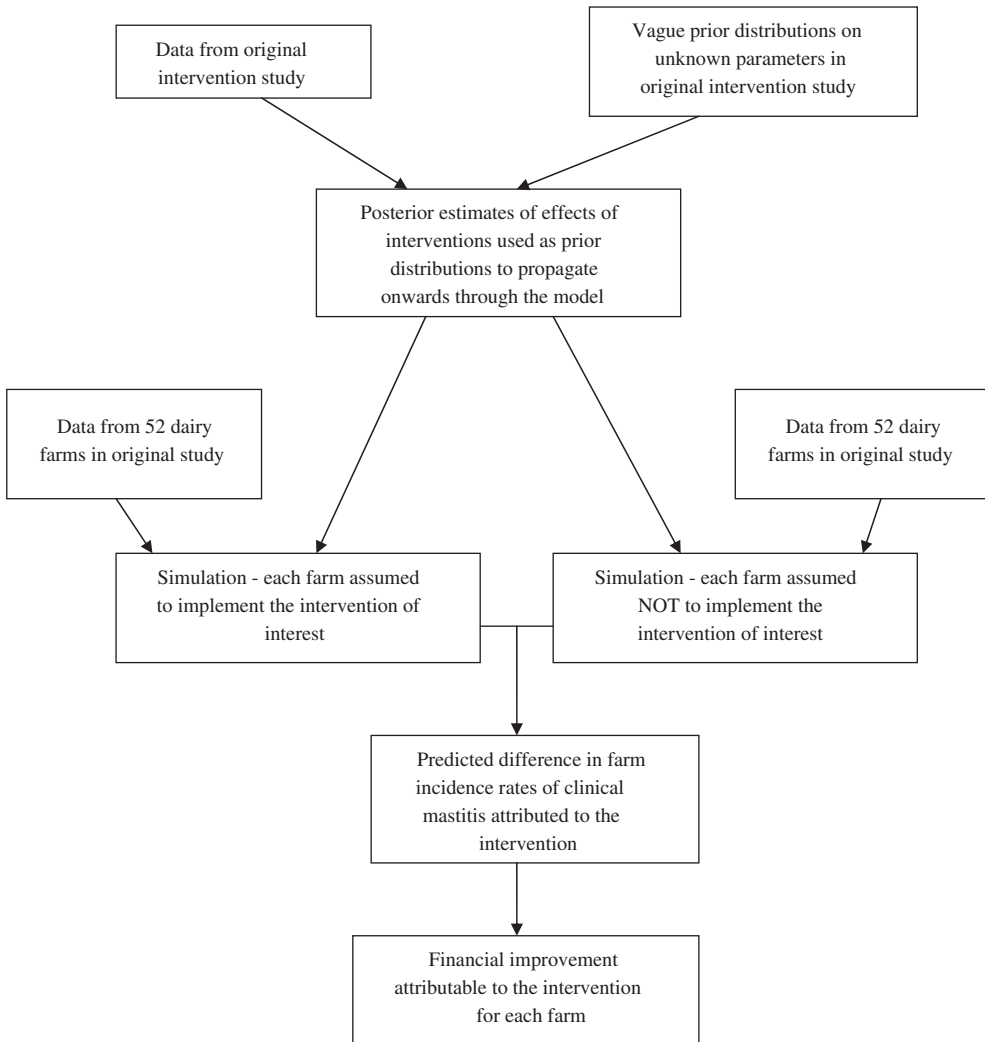 Data from original
intervention study
Vague prior distributions on
unknown parameters in
original intervention study
Posterior estimates of effects of
interventions used as prior
distributions to propagate
onwards through the model
Data from 52 dairy
farms in original study
Data from 52 dairy
farms in original study
Simulation - each farm assumed
to implement the intervention of
interest
Simulation - each farm assumed
NOT to implement the
intervention of interest
Predicted difference in farm
incidence rates of clinical
mastitis attributed to the
intervention
Financial improvement
attributable to the intervention
for each farm